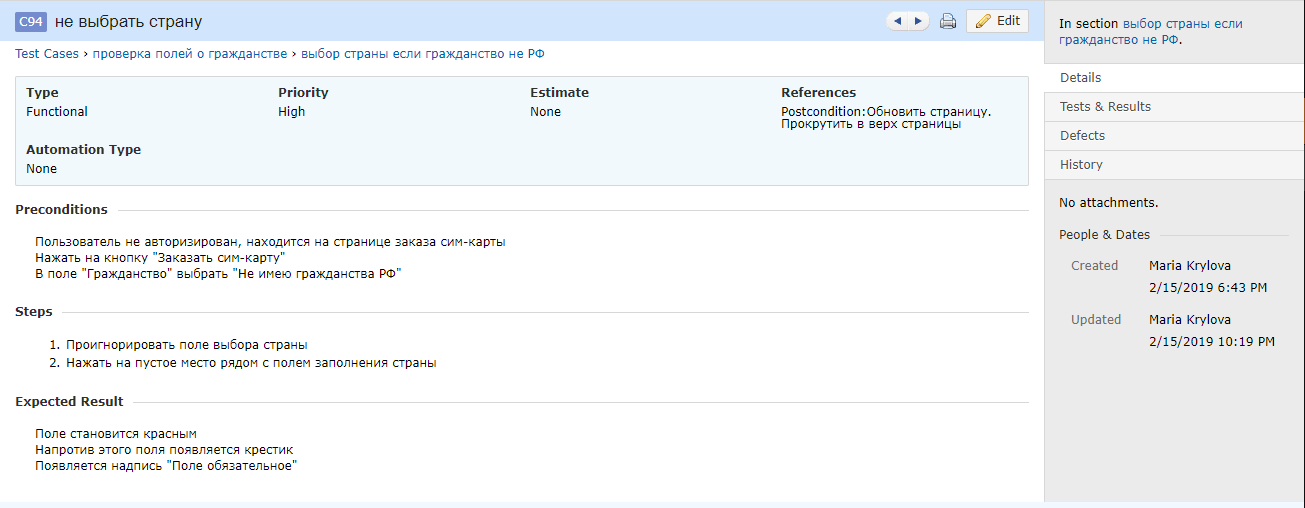 C94 не выбрать страну
Edit
Test Cases › проверка полей о гражданстве › выбор страны если гражданство не РФ
Type
Functional
Priority
High
Estimate
None
References
Postcondition:Обновить страницу.
Прокрутить в верх страницы
Automation Type
None
Preconditions
Пользователь не авторизирован, находится на странице заказа сим-карты
Нажать на кнопку "Заказать сим-карту"
В поле "Гражданство" выбрать "Не имею гражданства РФ"
Steps
1. Проигнорировать поле выбора страны
2. Нажать на пустое место рядом с полем заполнения страны
Expected Result
Поле становится красным
Напротив этого поля появляется крестик
Появляется надпись "Поле обязательное"
In section выбор страны если
гражданство не РФ.
Details
Tests & Results
Defects
History
No attachments.
People & Dates
Created Maria Krylova
2/15/2019 6:43 PM
Updated Maria Krylova
2/15/2019 10:19 PM